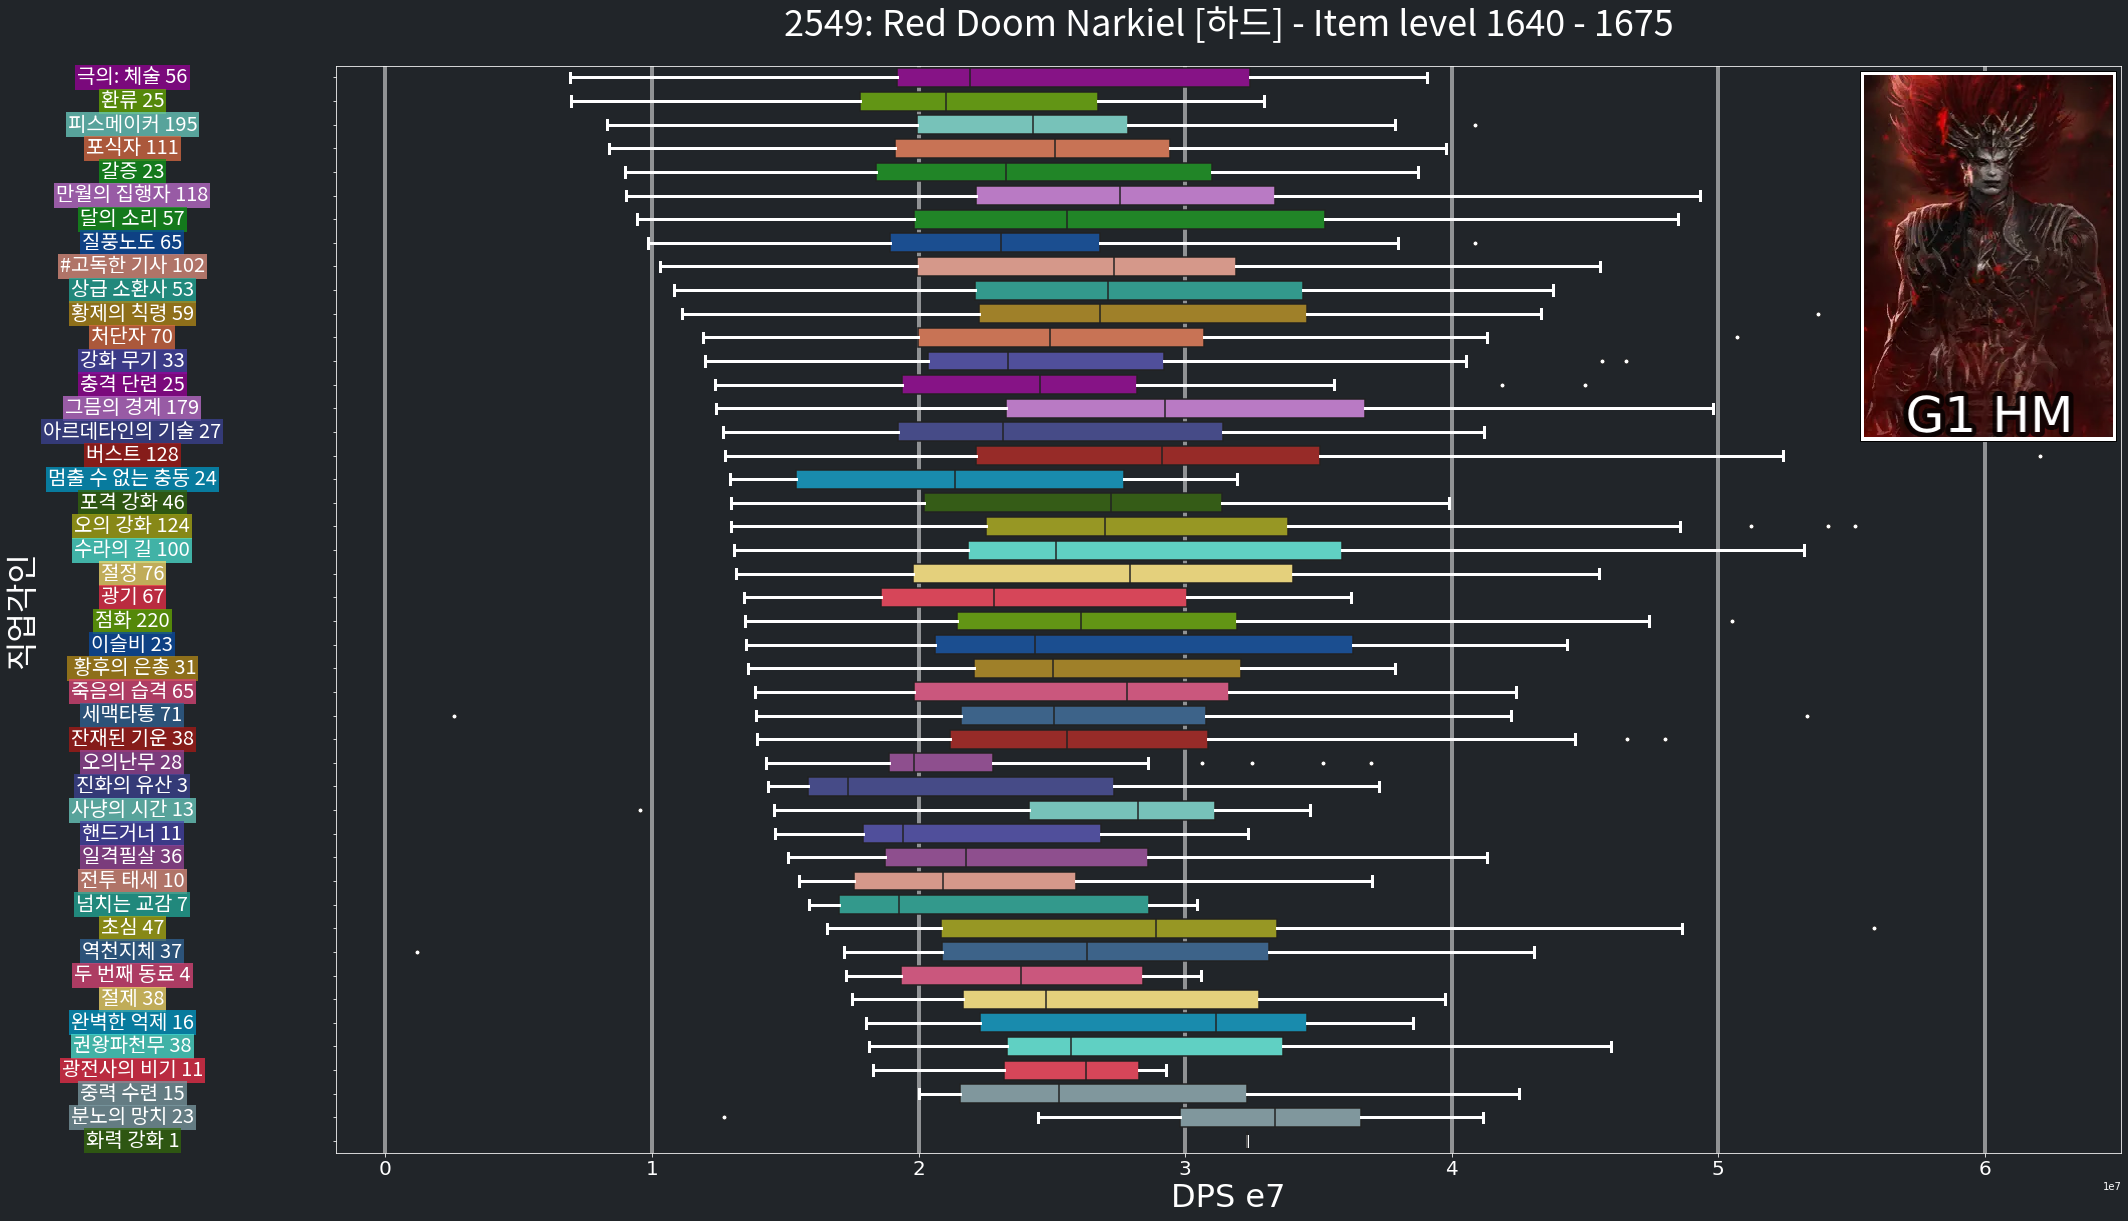 2549: Red Doom Narkiel [하드] - Item level 1640 - 1675
극의: 체술 56
환류 25
피스메이커 195
포식자 111
갈증 23
만월의 집행자 118
달의 소리 57
질풍노도 65
#고독한 기사 102
상급 소환사 53
황제의 칙령 59
처단자 70
강화 무기 33
충격 단련 25
그믐의 경계 179
아르데타인의 기술 27
버스트 128
멈출 수 없는 충동 24
포격 강화 46
오의 강화 124
수라의 길 100
절정 76
광기 67
점화 220
이슬비 23
황후의 은총 31
죽음의 습격 65
세맥타통 71
잔재된 기운 38
오의난무 28
진화의 유산 3
사냥의 시간 13
핸드거너 11
일격필살 36
전투 태세 10
넘치는 교감 7
초심 47
역천지체 37
두 번째 동료 4
절제 38
완벽한 억제 16
권왕파천무 38
광전사의 비기 11
중력 수련 15
분노의 망치 23
화력 강화 1
직업각인
G1 HM
0 1 2 3 4 5 6
DPS e7
1e7